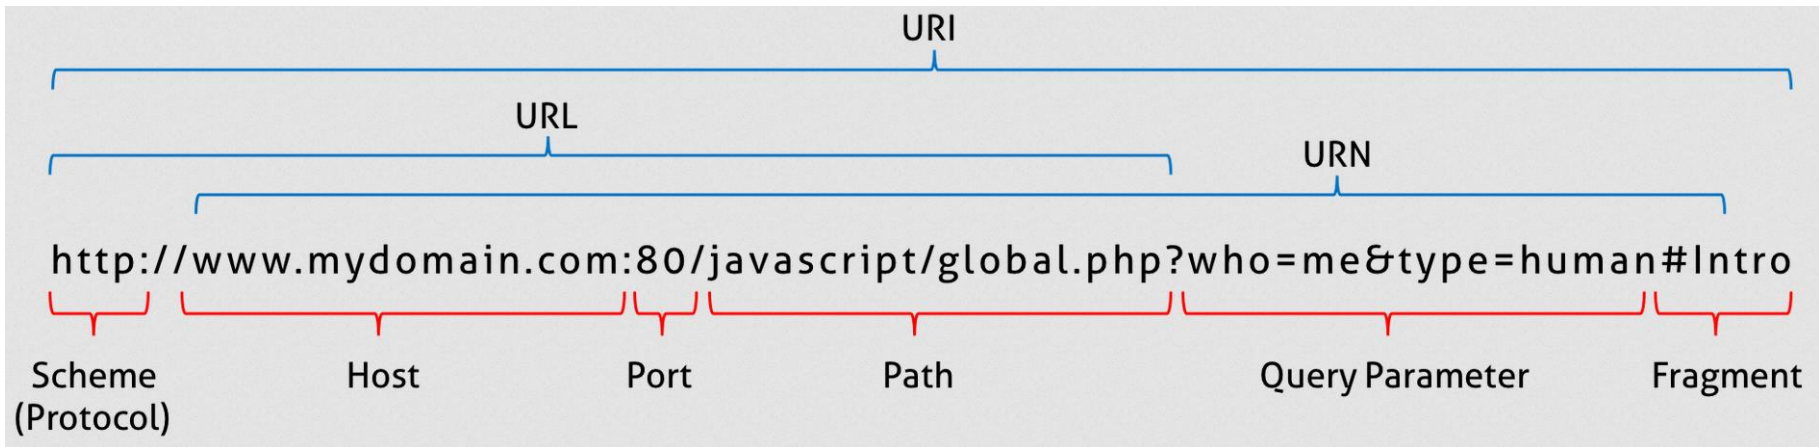 URI
URL
URN
http://www.mydomain.com:80/javascript/global.php?who=me&type=human#Intro
Scheme Host Port Path Query Parameter Fragment
(Protocol)